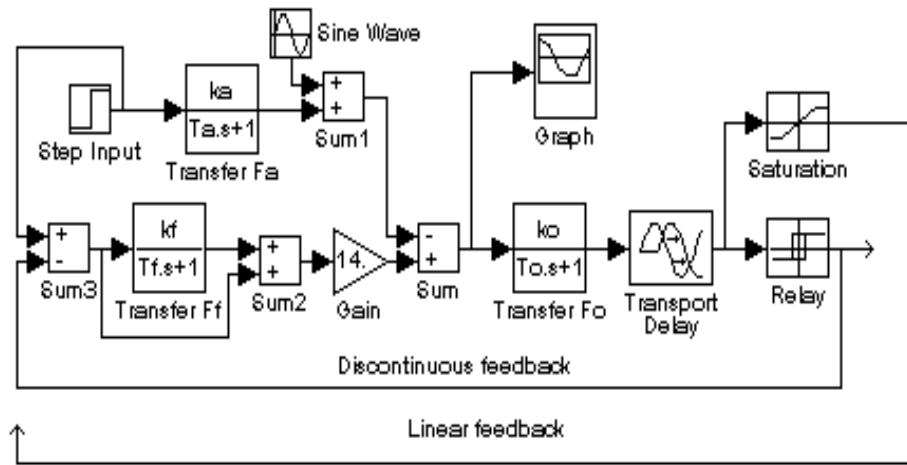 Sine Wave
ka
Ta.s+1
+
+
Sum1
Step Input
Transfer Fa
Graph
Saturation
+
-
Sum3
kf
Tf.s+1
Transfer Ff
+
+
Sum2
14.
Gain
-
+
Sum
ko
To.s+1
Transfer Fo
Transport
Delay
Relay
Discontinuous feedback
Linear feedback